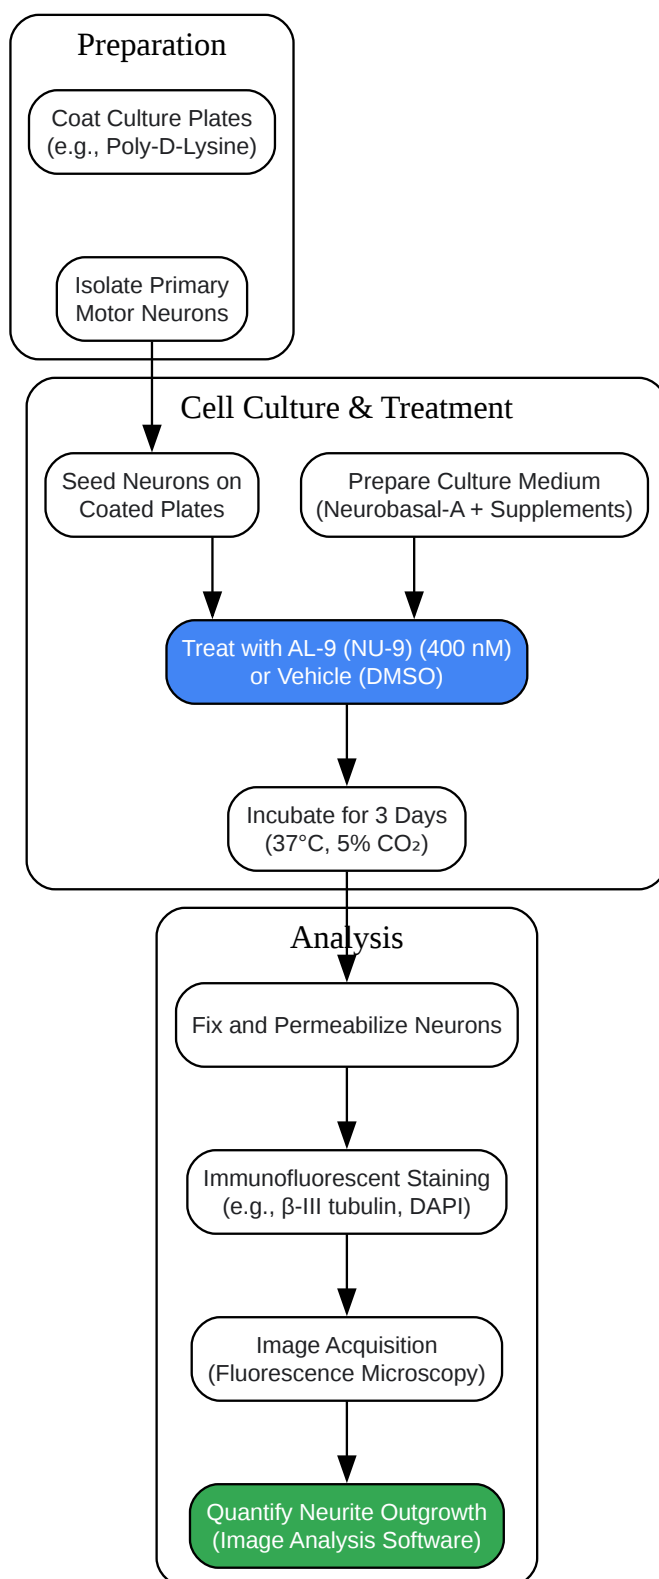 Preparation
Coat Culture Plates
(e.g., Poly-D-Lysine)
Isolate Primary
Motor Neurons
Cell Culture & Treatment
Seed Neurons on
Coated Plates
Prepare Culture Medium
(Neurobasal-A + Supplements)
Treat with AL-9 (NU-9) (400 nM)
or Vehicle (DMSO)
Incubate for 3 Days
(37°C, 5% CO₂)
Analysis
Fix and Permeabilize Neurons
Immunofluorescent Staining
(e.g., β-III tubulin, DAPI)
Image Acquisition
(Fluorescence Microscopy)
Quantify Neurite Outgrowth
(Image Analysis Software)